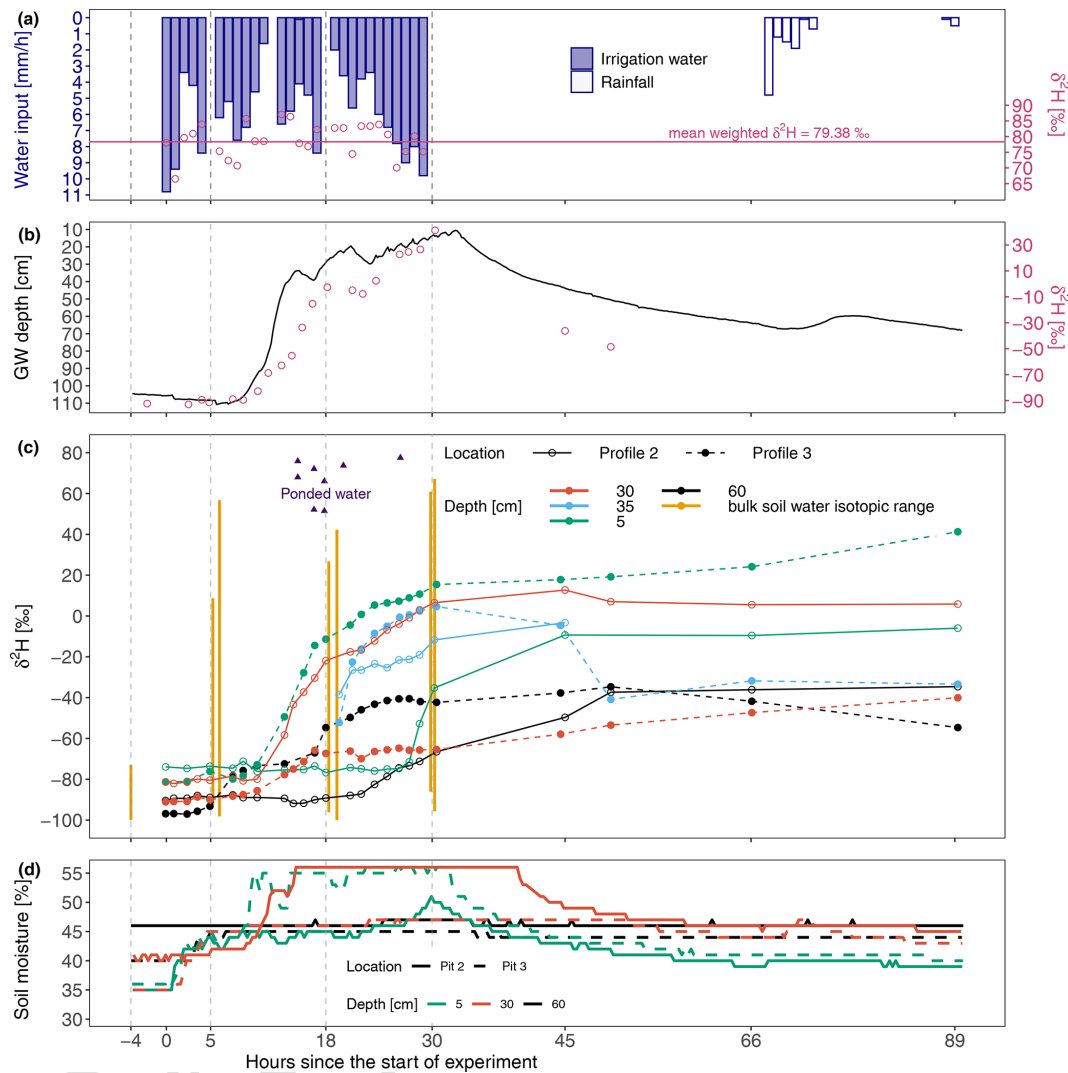 (a)
0
1
2
3
4
5
6
7
8
9
10
11
Water input [mm/h]
Irrigation water
Rainfall
mean weighted δ²H = 79.38 ‰
90
85
80
75
70
65
δ²H [‰]
(b)
10
20
30
40
50
60
70
80
90
100
110
GW depth [cm]
30
10
−10
−30
−50
−70
−90
δ²H [‰]
(c)
80
60
40
20
0
−20
−40
−60
−80
−100
δ²H [‰]
Ponded water
Location Profile 2 Profile 3
Depth [cm] 30 60
35 bulk soil water isotopic range
5
(d)
55
50
45
40
35
30
Soil moisture [%]
Location Pit 2 Pit 3
Depth [cm] 5 30 60
−4 0 5 18 30 45 66 89
Hours since the start of experiment